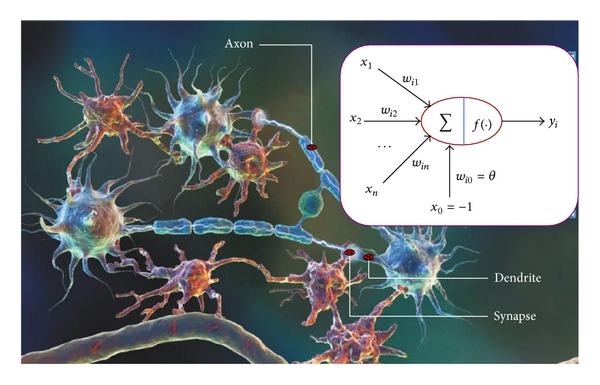 Axon
x₁
wᵢ₁
x₂
wᵢ₂
∑
f(·)
yᵢ
...
xₙ
wᵢₙ
wᵢ₀ = θ
x₀ = −1
Dendrite
Synapse